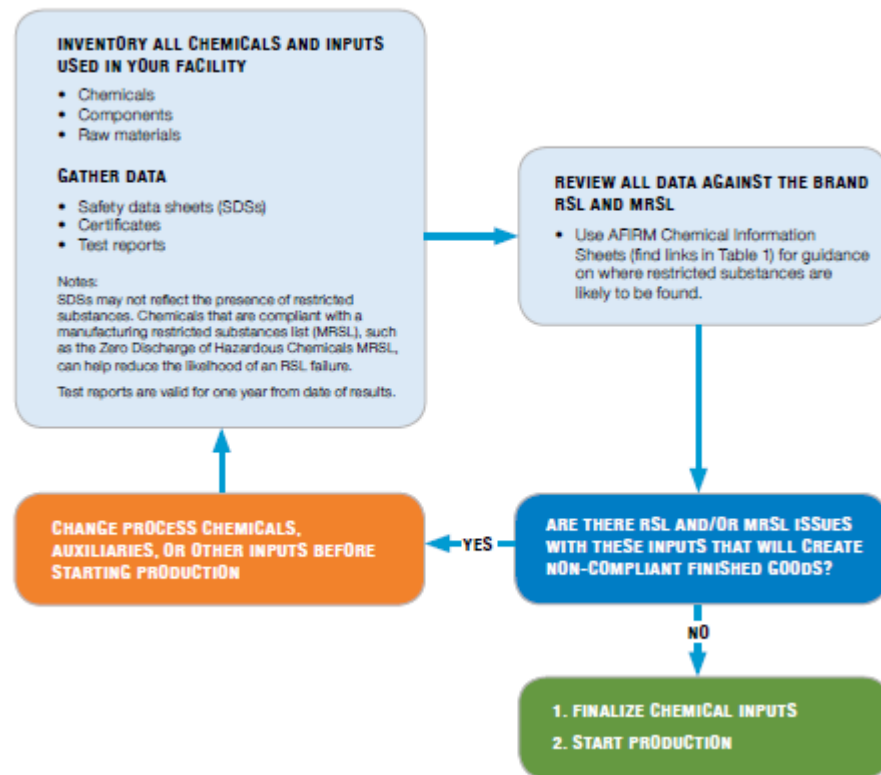 INVENTORY ALL CHEMICALS AND INPUTS
USED IN YOUR FACILITY
• Chemicals
• Components
• Raw materials
GATHER DATA
• Safety data sheets (SDSs)
• Certificates
• Test reports
Notes:
SDSs may not reflect the presence of restricted
substances. Chemicals that are compliant with a
manufacturing restricted substances list (MRSL), such
as the Zero Discharge of Hazardous Chemicals MRSL,
can help reduce the likelihood of an RSL failure.
Test reports are valid for one year from date of results.
REVIEW ALL DATA AGAINST THE BRAND
RSL AND MRSL
• Use AFIRM Chemical Information
Sheets (find links in Table 1) for guidance
on where restricted substances are
likely to be found.
ARE THERE RSL AND/OR MRSL ISSUES
WITH THESE INPUTS THAT WILL CREATE
NON-COMPLIANT FINISHED GOODS?
YES
CHANGE PROCESS CHEMICALS,
AUXILIARIES, OR OTHER INPUTS BEFORE
STARTING PRODUCTION
NO
1. FINALIZE CHEMICAL INPUTS
2. START PRODUCTION